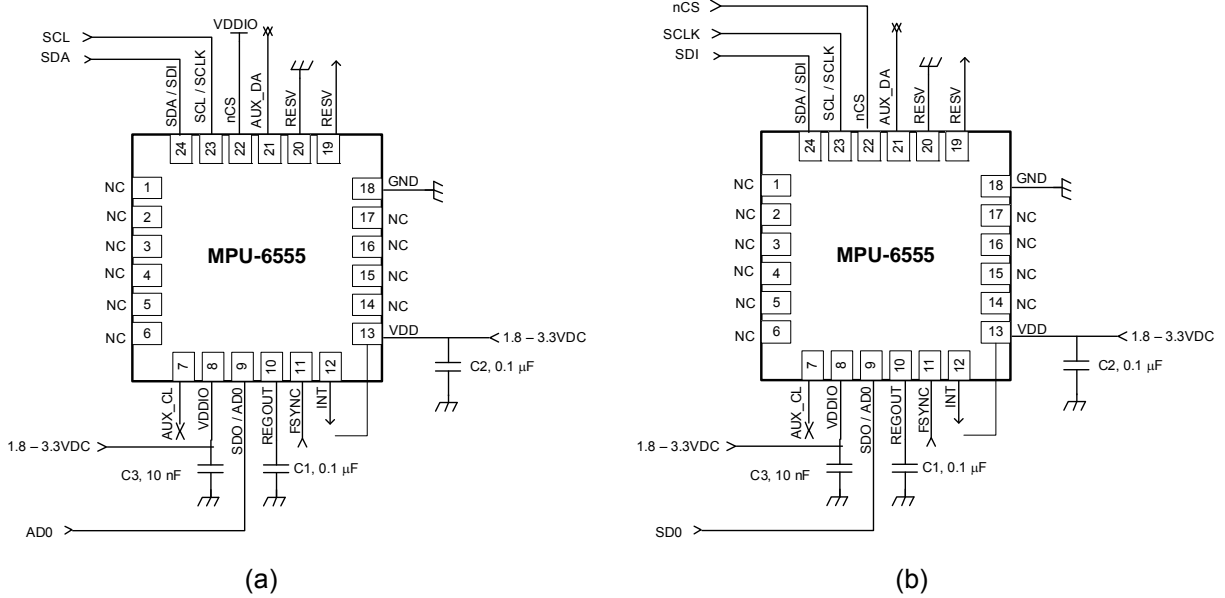 SCL
SDA
VDDIO
SDA / SDI
SCL / SCLK
nCS
AUX_DA
RESV
RESV
24
23
22
21
20
19
NC 1
NC 2
NC 3
NC 4
NC 5
NC 6
MPU-6555
18 GND
17 NC
16 NC
15 NC
14 NC
13 VDD
1.8 – 3.3VDC
C2, 0.1 µF
7
8
9
10
11
12
AUX_CL
VDDIO
SDO / AD0
REGOUT
FSYNC
INT
1.8 – 3.3VDC
C3, 10 nF
C1, 0.1 µF
AD0
(a)
nCS
SCLK
SDI
SDA / SDI
SCL / SCLK
nCS
AUX_DA
RESV
RESV
24
23
22
21
20
19
NC 1
NC 2
NC 3
NC 4
NC 5
NC 6
MPU-6555
18 GND
17 NC
16 NC
15 NC
14 NC
13 VDD
1.8 – 3.3VDC
C2, 0.1 µF
7
8
9
10
11
12
AUX_CL
VDDIO
SDO / AD0
REGOUT
FSYNC
INT
1.8 – 3.3VDC
C3, 10 nF
C1, 0.1 µF
SD0
(b)